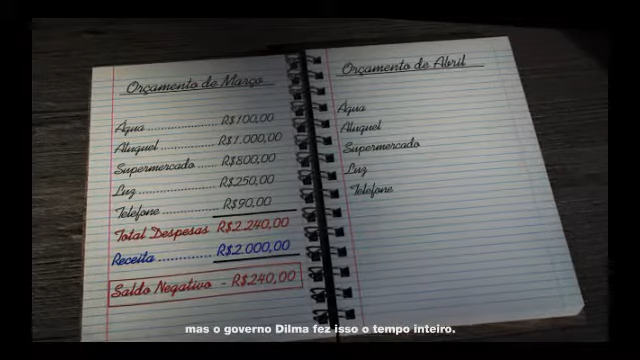 Orçamento de Março
Água .................. R$100,00
Aluguel ............... R$1.000,00
Supermercado ..... R$800,00
Luz ..................... R$250,00
Telefone ............... R$90,00
Total Despesas R$2.240,00
Receita ............. R$2.000,00
Saldo Negativo - R$240,00
Orçamento de Abril
Água
Aluguel
Supermercado
Luz
Telefone
mas o governo Dilma fez isso o tempo inteiro.